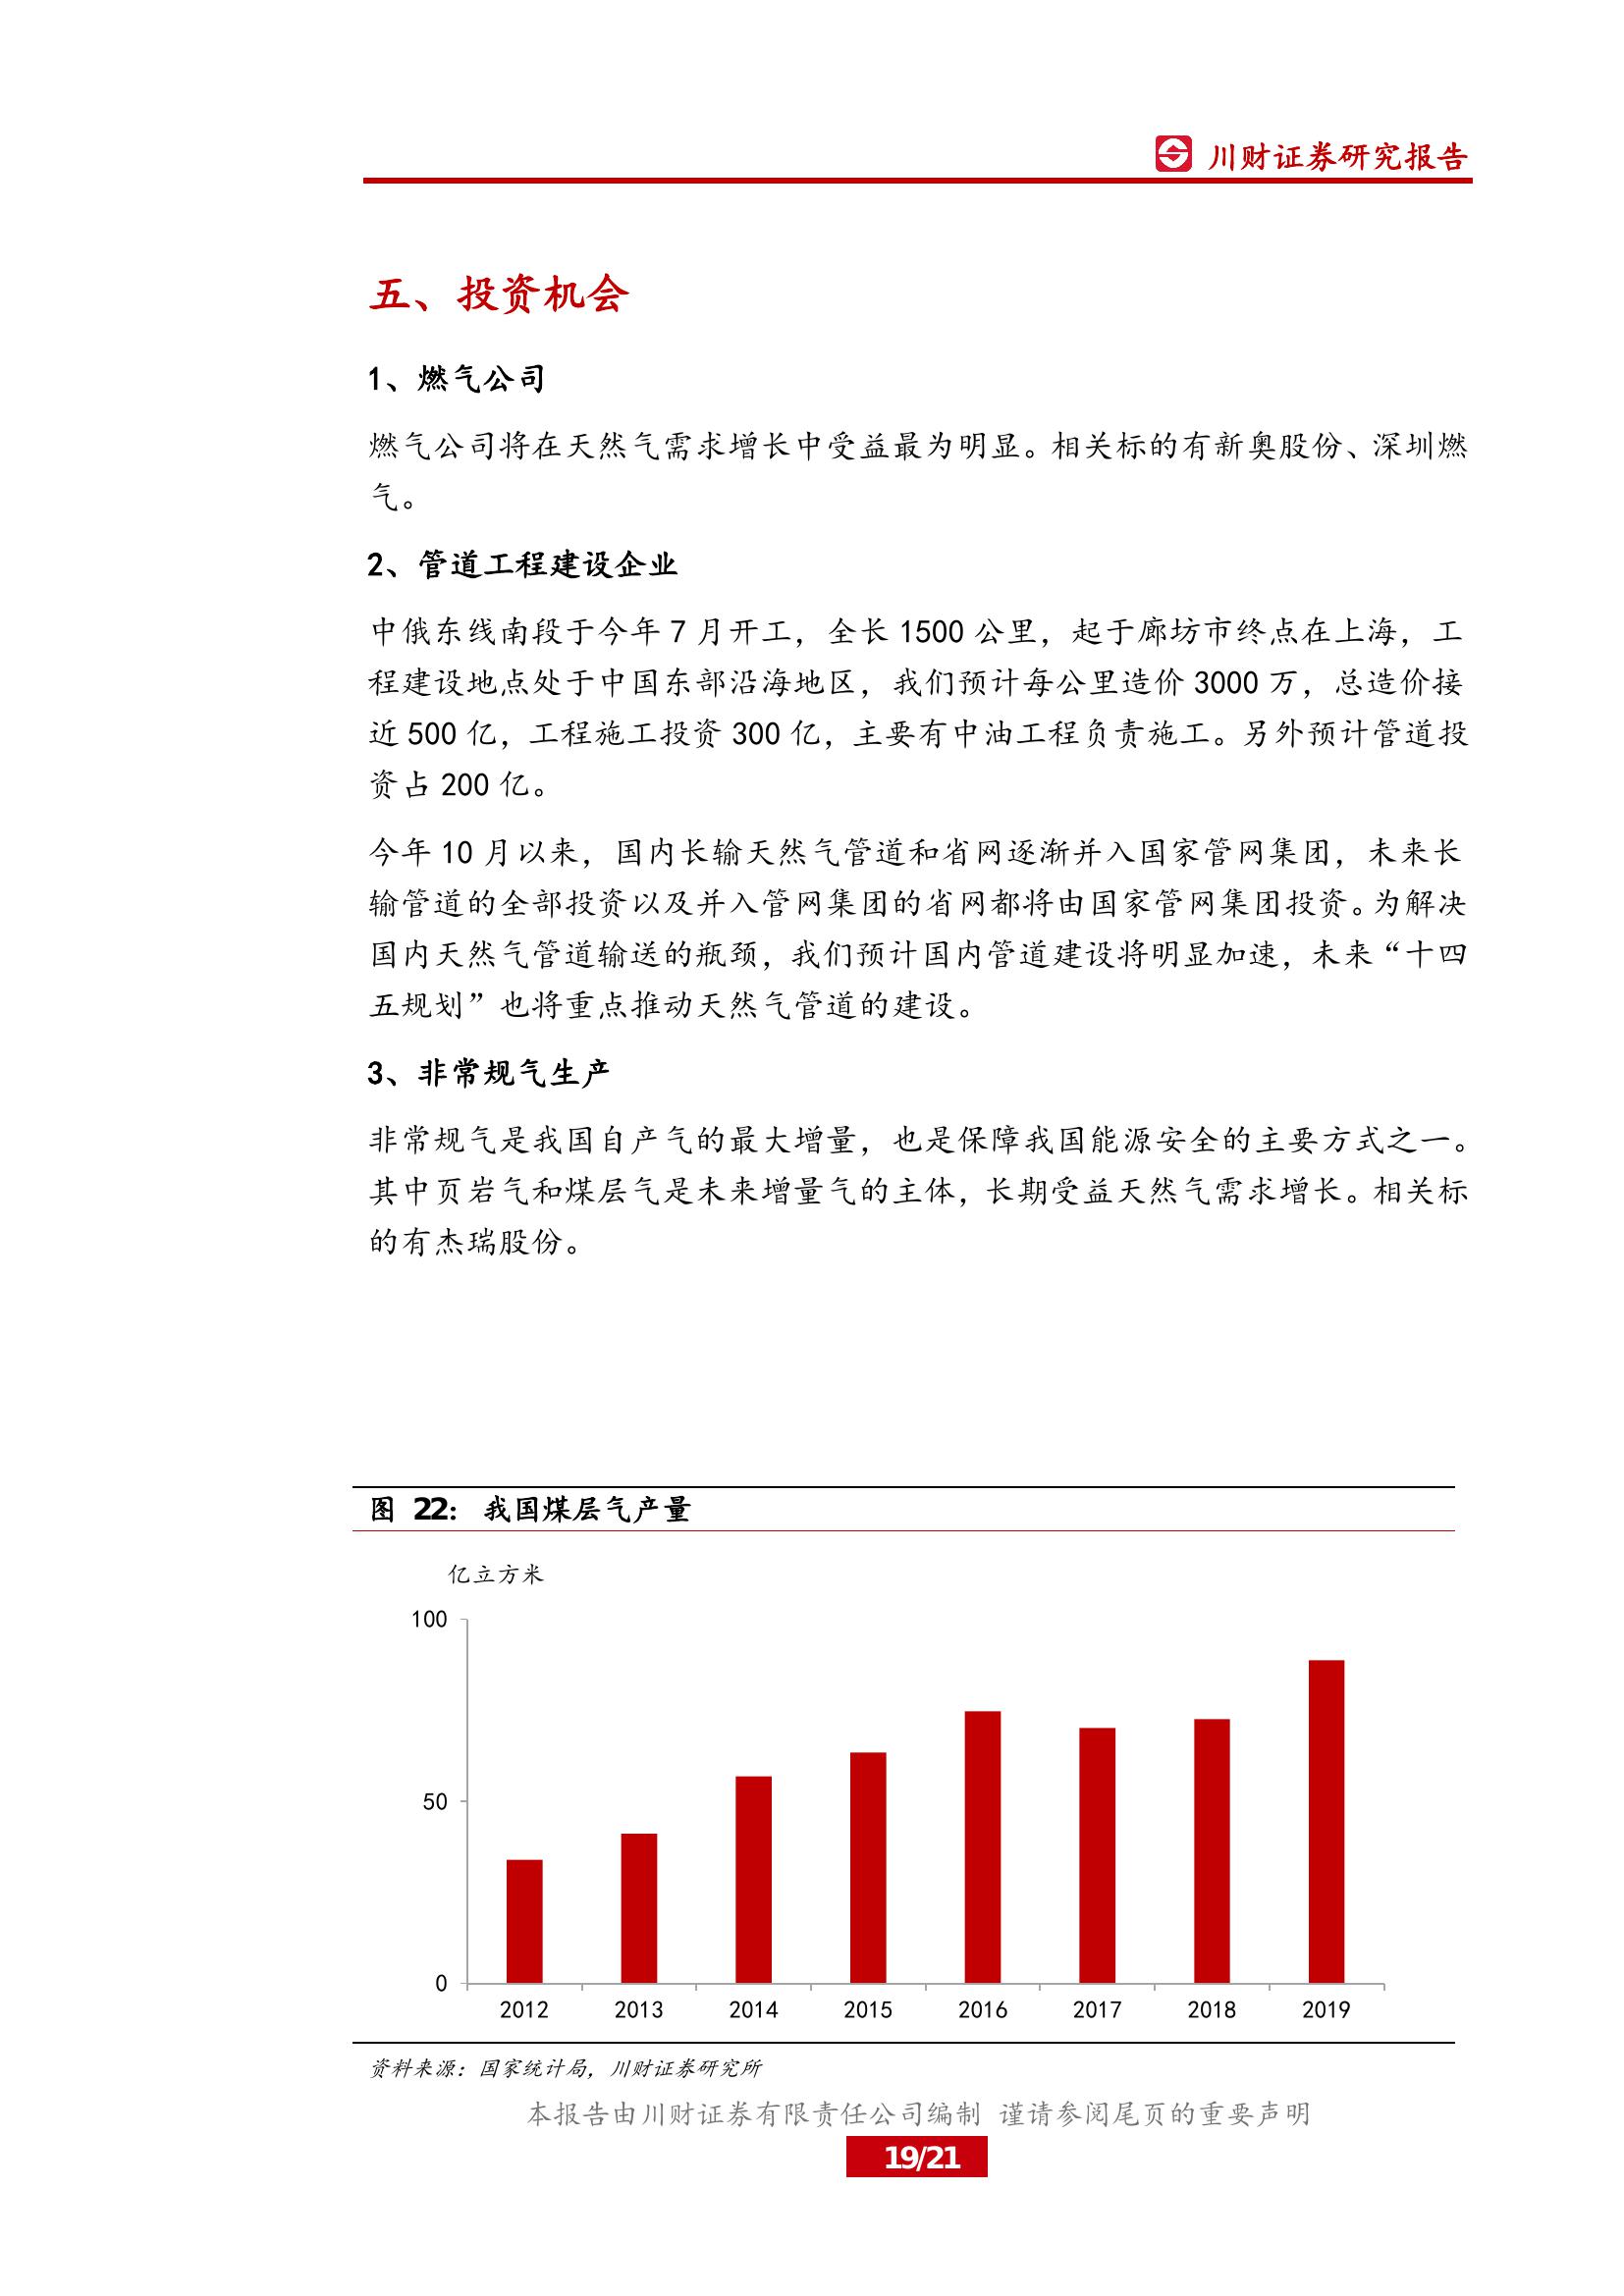 川财证券研究报告
五、投资机会
1、燃气公司
燃气公司将在天然气需求增长中受益最为明显。相关标的有新奥股份、深圳燃
气。
2、管道工程建设企业
中俄东线南段于今年 7 月开工，全长 1500 公里，起于廊坊市终点在上海，工
程建设地点处于中国东部沿海地区，我们预计每公里造价 3000 万，总造价接
近 500 亿，工程施工投资 300 亿，主要有中油工程负责施工。另外预计管道投
资占 200 亿。
今年 10 月以来，国内长输天然气管道和省网逐渐并入国家管网集团，未来长
输管道的全部投资以及并入管网集团的省网都将由国家管网集团投资。为解决
国内天然气管道输送的瓶颈，我们预计国内管道建设将明显加速，未来“十四
五规划”也将重点推动天然气管道的建设。
3、非常规气生产
非常规气是我国自产气的最大增量，也是保障我国能源安全的主要方式之一。
其中页岩气和煤层气是未来增量气的主体，长期受益天然气需求增长。相关标
的有杰瑞股份。
图 22： 我国煤层气产量
亿立方米
100
50
0
2012 2013 2014 2015 2016 2017 2018 2019
资料来源：国家统计局，川财证券研究所
本报告由川财证券有限责任公司编制 谨请参阅尾页的重要声明
19/21